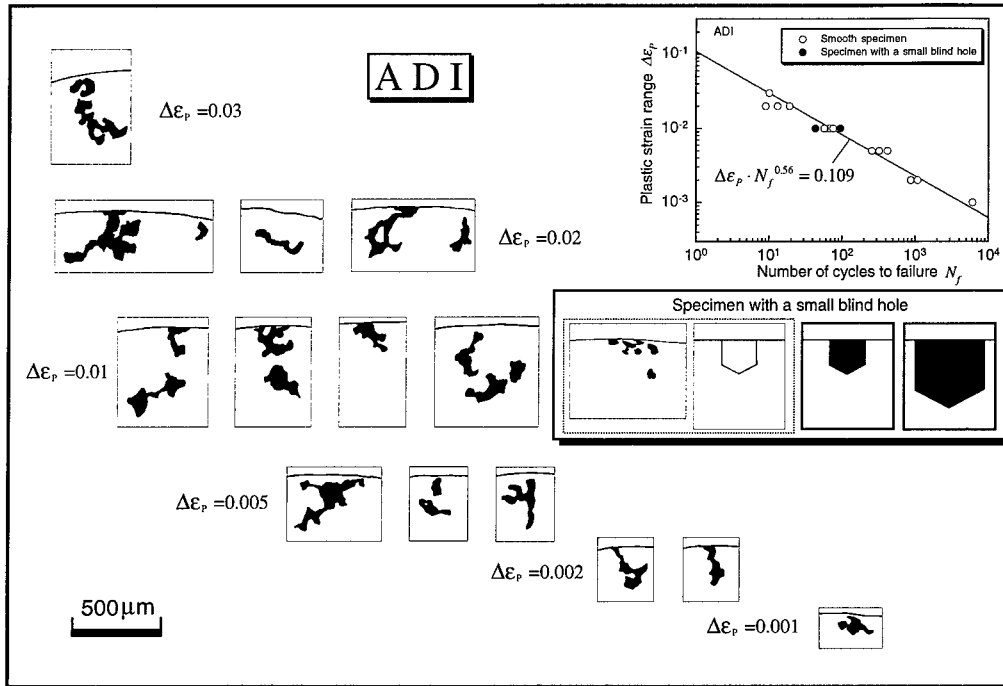 ADI
Δε_P =0.03
Δε_P =0.02
Δε_P =0.01
Δε_P =0.005
Δε_P =0.002
Δε_P =0.001
500μm
ADI
Smooth specimen
Specimen with a small blind hole
Plastic strain range Δε_P
10^-1
10^-2
10^-3
Δε_P · N_f^0.56 = 0.109
10^0 10^1 10^2 10^3 10^4
Number of cycles to failure N_f
Specimen with a small blind hole